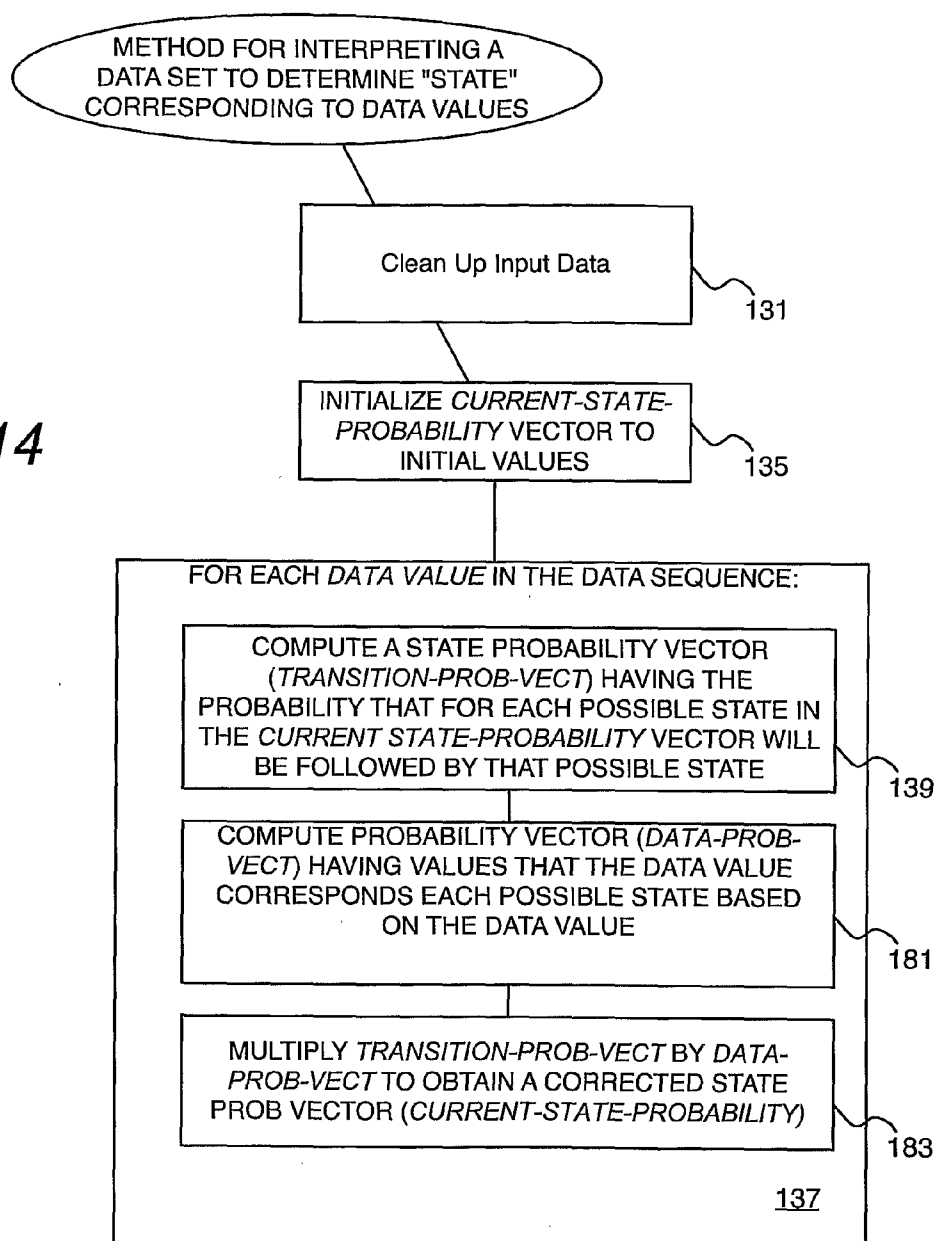 METHOD FOR INTERPRETING A
DATA SET TO DETERMINE "STATE"
CORRESPONDING TO DATA VALUES
Clean Up Input Data
131
14
INITIALIZE CURRENT-STATE-
PROBABILITY VECTOR TO
INITIAL VALUES
135
FOR EACH DATA VALUE IN THE DATA SEQUENCE:
COMPUTE A STATE PROBABILITY VECTOR
(TRANSITION-PROB-VECT) HAVING THE
PROBABILITY THAT FOR EACH POSSIBLE STATE IN
THE CURRENT STATE-PROBABILITY VECTOR WILL
BE FOLLOWED BY THAT POSSIBLE STATE
139
COMPUTE PROBABILITY VECTOR (DATA-PROB-
VECT) HAVING VALUES THAT THE DATA VALUE
CORRESPONDS EACH POSSIBLE STATE BASED
ON THE DATA VALUE
181
MULTIPLY TRANSITION-PROB-VECT BY DATA-
PROB-VECT TO OBTAIN A CORRECTED STATE
PROB VECTOR (CURRENT-STATE-PROBABILITY)
183
137